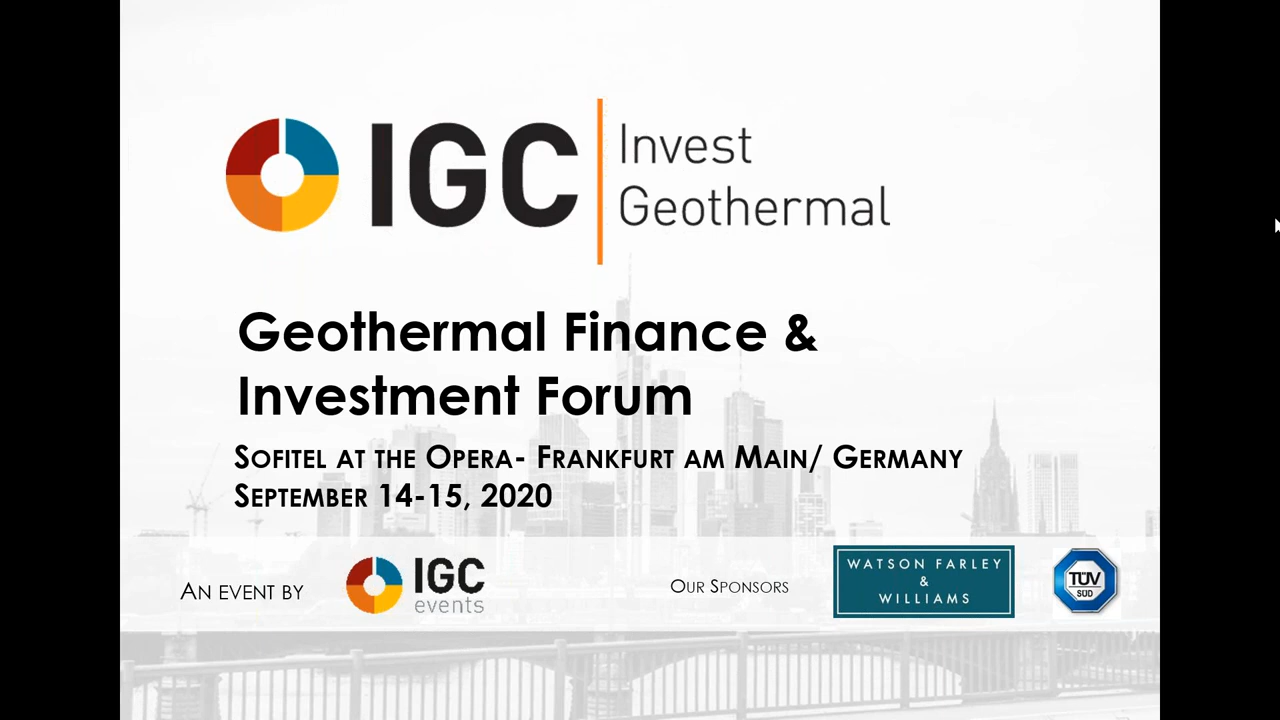 IGC
Invest
Geothermal
Geothermal Finance &
Investment Forum
SOFITEL AT THE OPERA- FRANKFURT AM MAIN/ GERMANY
SEPTEMBER 14-15, 2020
AN EVENT BY
IGC
events
OUR SPONSORS
WATSON FARLEY
&
WILLIAMS
TÜV
SÜD